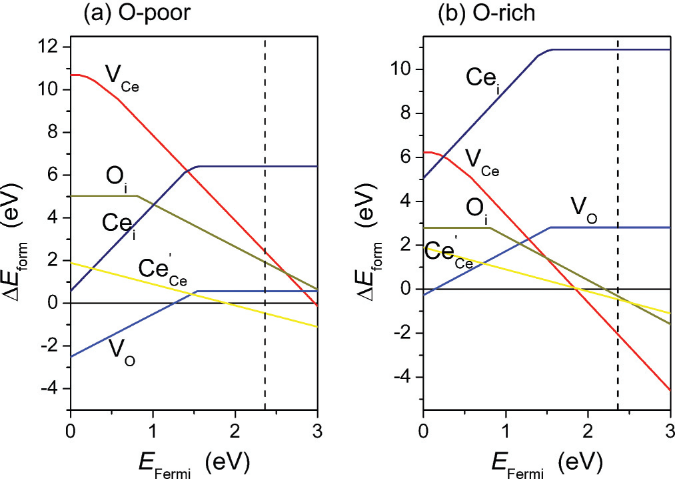 (a) O-poor
ΔE_form (eV)
12
10
8
6
4
2
0
-2
-4
V_Ce
O_i
Ce_i
Ce'_Ce
V_O
0
1
2
3
E_Fermi (eV)
(b) O-rich
ΔE_form (eV)
10
8
6
4
2
0
-2
-4
Ce_i
V_Ce
O_i
V_O
Ce'_Ce
0
1
2
3
E_Fermi (eV)